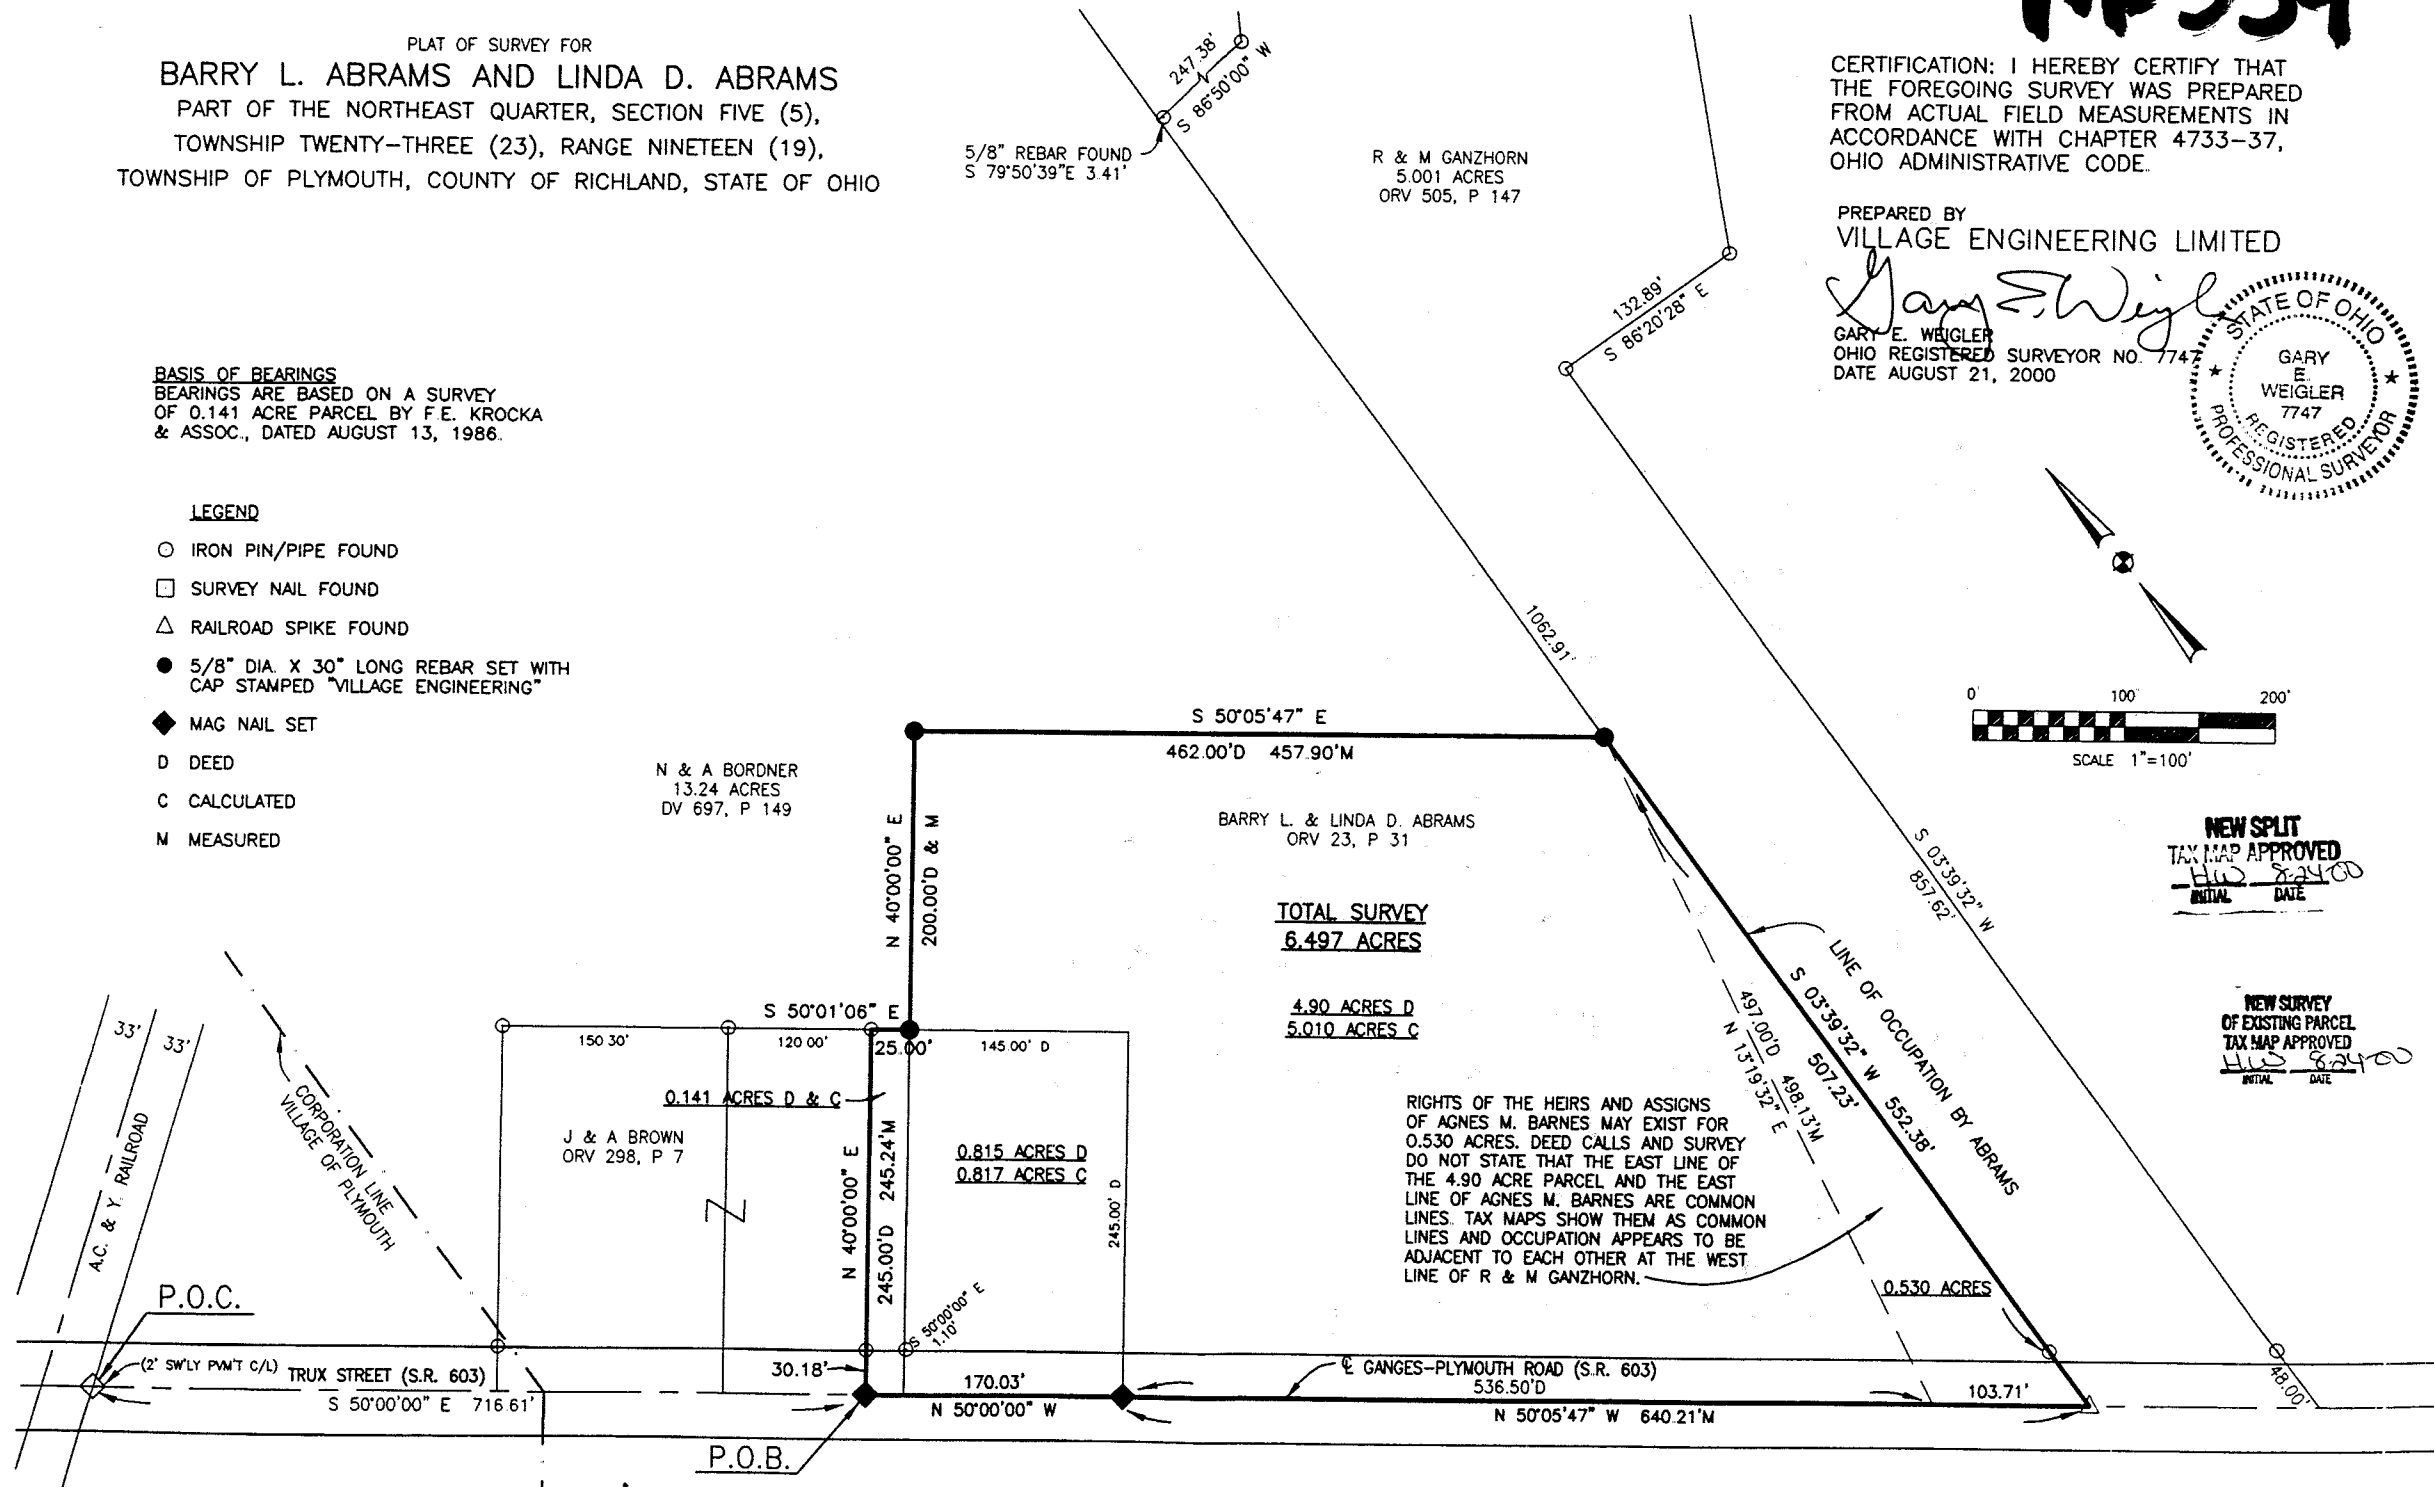 PLAT OF SURVEY FOR
BARRY L. ABRAMS AND LINDA D. ABRAMS
PART OF THE NORTHEAST QUARTER, SECTION FIVE (5),
TOWNSHIP TWENTY-THREE (23), RANGE NINETEEN (19),
TOWNSHIP OF PLYMOUTH, COUNTY OF RICHLAND, STATE OF OHIO
CERTIFICATION: I HEREBY CERTIFY THAT
THE FOREGOING SURVEY WAS PREPARED
FROM ACTUAL FIELD MEASUREMENTS IN
ACCORDANCE WITH CHAPTER 4733-37,
OHIO ADMINISTRATIVE CODE.
PREPARED BY
VILLAGE ENGINEERING LIMITED
Gary E. Weigler
GARY E. WEIGLER
OHIO REGISTERED SURVEYOR NO. 7747
DATE AUGUST 21, 2000
STATE OF OHIO
GARY
E.
WEIGLER
7747
REGISTERED
PROFESSIONAL SURVEYOR
247.38'
S 86°50'00" W
5/8" REBAR FOUND
S 79°50'39"E 3.41'
R & M GANZHORN
5.001 ACRES
ORV 505, P 147
132.89'
S 86°20'28" E
BASIS OF BEARINGS
BEARINGS ARE BASED ON A SURVEY
OF 0.141 ACRE PARCEL BY F.E. KROCKA
& ASSOC., DATED AUGUST 13, 1986.
LEGEND
IRON PIN/PIPE FOUND
SURVEY NAIL FOUND
RAILROAD SPIKE FOUND
5/8" DIA. X 30" LONG REBAR SET WITH
CAP STAMPED "VILLAGE ENGINEERING"
MAG NAIL SET
D DEED
C CALCULATED
M MEASURED
1062.91'
0' 100' 200'
SCALE 1"=100'
NEW SPLIT
TAX MAP APPROVED
HW 8-24-00
INITIAL DATE
NEW SURVEY
OF EXISTING PARCEL
TAX MAP APPROVED
HW 8-24-00
INITIAL DATE
S 50°05'47" E
462.00'D 457.90'M
N & A BORDNER
13.24 ACRES
DV 697, P 149
N 40°00'00" E
200.00'D & M
BARRY L. & LINDA D. ABRAMS
ORV 23, P 31
TOTAL SURVEY
6.497 ACRES
4.90 ACRES D
5.010 ACRES C
S 03°39'32" W
857.62'
LINE OF OCCUPATION BY ABRAMS
S 03°39'32" W 552.38'
507.23'
497.00'D 498.13'M
N 13°19'32" E
S 50°01'06" E
150.30'
120.00'
25.00'
145.00' D
0.141 ACRES D & C
J & A BROWN
ORV 298, P 7
N 40°00'00" E
245.00'D 245.24'M
0.815 ACRES D
0.817 ACRES C
245.00' D
RIGHTS OF THE HEIRS AND ASSIGNS
OF AGNES M. BARNES MAY EXIST FOR
0.530 ACRES. DEED CALLS AND SURVEY
DO NOT STATE THAT THE EAST LINE OF
THE 4.90 ACRE PARCEL AND THE EAST
LINE OF AGNES M. BARNES ARE COMMON
LINES. TAX MAPS SHOW THEM AS COMMON
LINES AND OCCUPATION APPEARS TO BE
ADJACENT TO EACH OTHER AT THE WEST
LINE OF R & M GANZHORN.
0.530 ACRES
33' 33'
A.C. & Y. RAILROAD
CORPORATION LINE
VILLAGE OF PLYMOUTH
P.O.C.
(2' SW'LY PVM'T C/L)
TRUX STREET (S.R. 603)
S 50°00'00" E 716.61'
30.18'
S 50°00'00" E
1.10'
170.03'
N 50°00'00" W
P.O.B.
℄ GANGES-PLYMOUTH ROAD (S.R. 603)
536.50'D
N 50°05'47" W 640.21'M
103.71'
48.00'